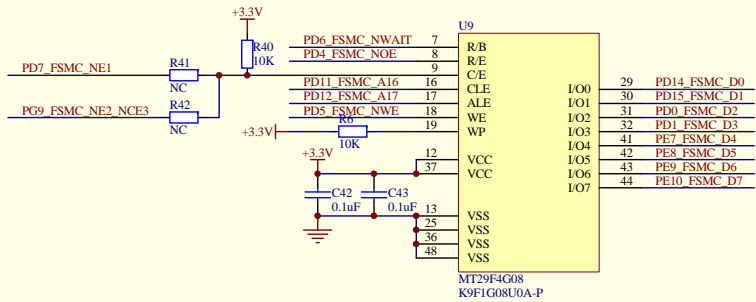 U9
+3.3V
R40
10K
PD7_FSMC_NE1
R41
NC
PG9_FSMC_NE2_NCE3
R42
NC
PD6_FSMC_NWAIT 7 R/B
PD4_FSMC_NOE 8 R/E
9 C/E
PD11_FSMC_A16 16 CLE
PD12_FSMC_A17 17 ALE
PD5_FSMC_NWE 18 WE
+3.3V R6 10K 19 WP
I/O0 29 PD14_FSMC_D0
I/O1 30 PD15_FSMC_D1
I/O2 31 PD0_FSMC_D2
I/O3 32 PD1_FSMC_D3
I/O4 41 PE7_FSMC_D4
I/O5 42 PE8_FSMC_D5
I/O6 43 PE9_FSMC_D6
I/O7 44 PE10_FSMC_D7
+3.3V
12 VCC
37 VCC
C42
0.1uF
C43
0.1uF
13 VSS
25 VSS
36 VSS
48 VSS
MT29F4G08
K9F1G08U0A-P